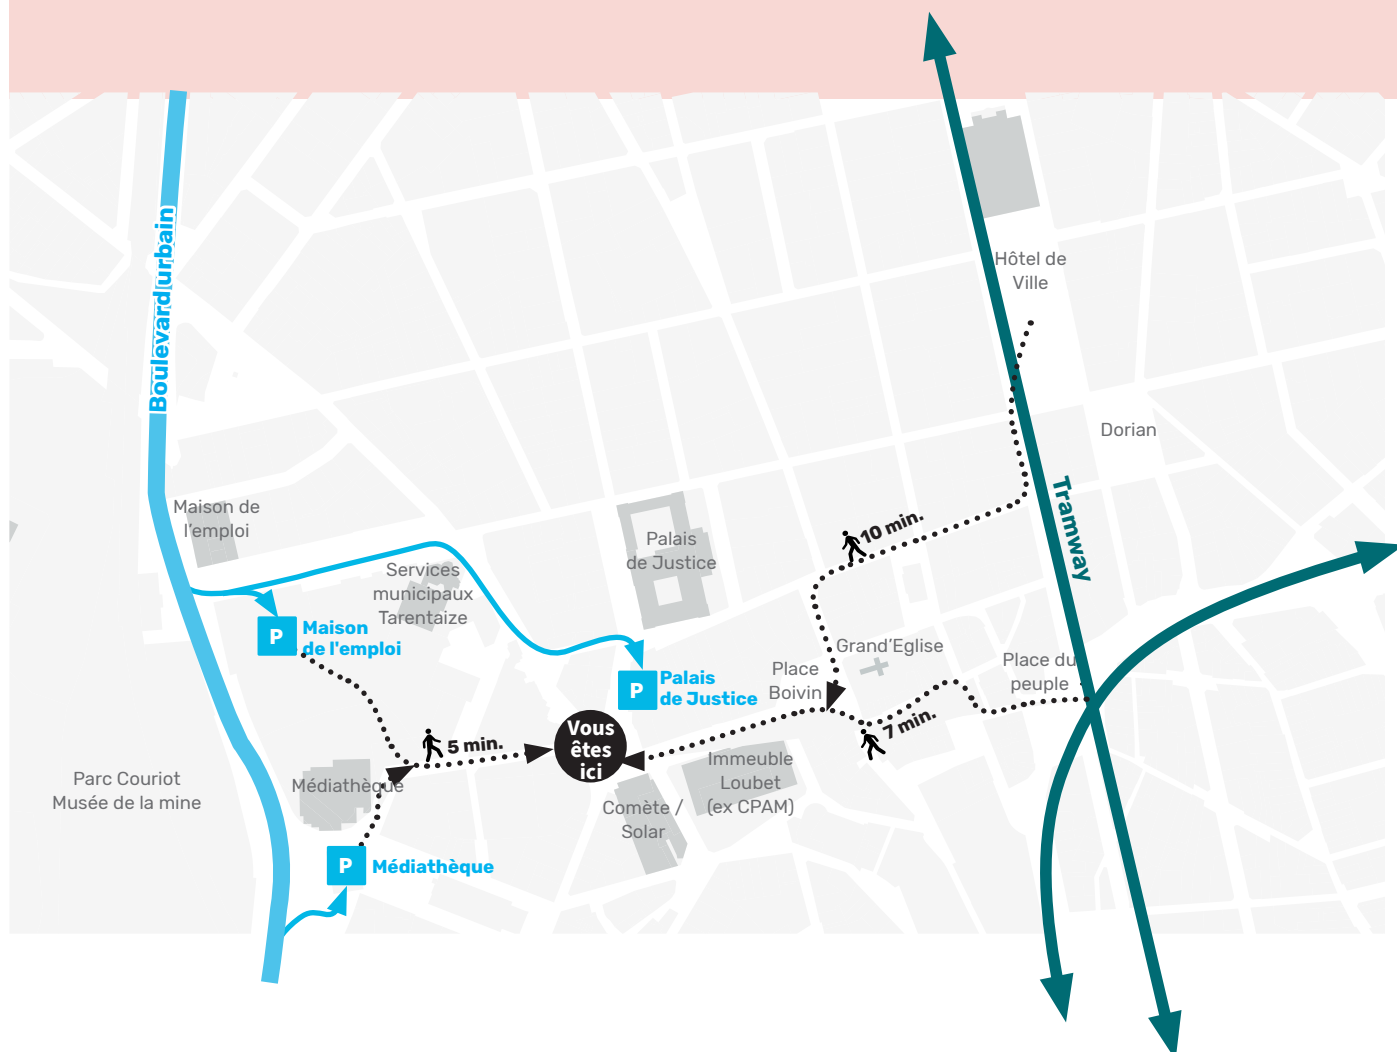 Boulevard urbain
Hôtel de
Ville
Dorian
Tramway
Maison de
l'emploi
Palais
de Justice
10 min.
Services
municipaux
Tarentaize
P
Maison
de l'emploi
Grand'Eglise
Place du
peuple
Place
Boivin
P
Palais
de Justice
7 min.
Vous
êtes
ici
5 min.
Parc Couriot
Musée de la mine
Médiathèque
Immeuble
Loubet
(ex CPAM)
Comète /
Solar
P
Médiathèque